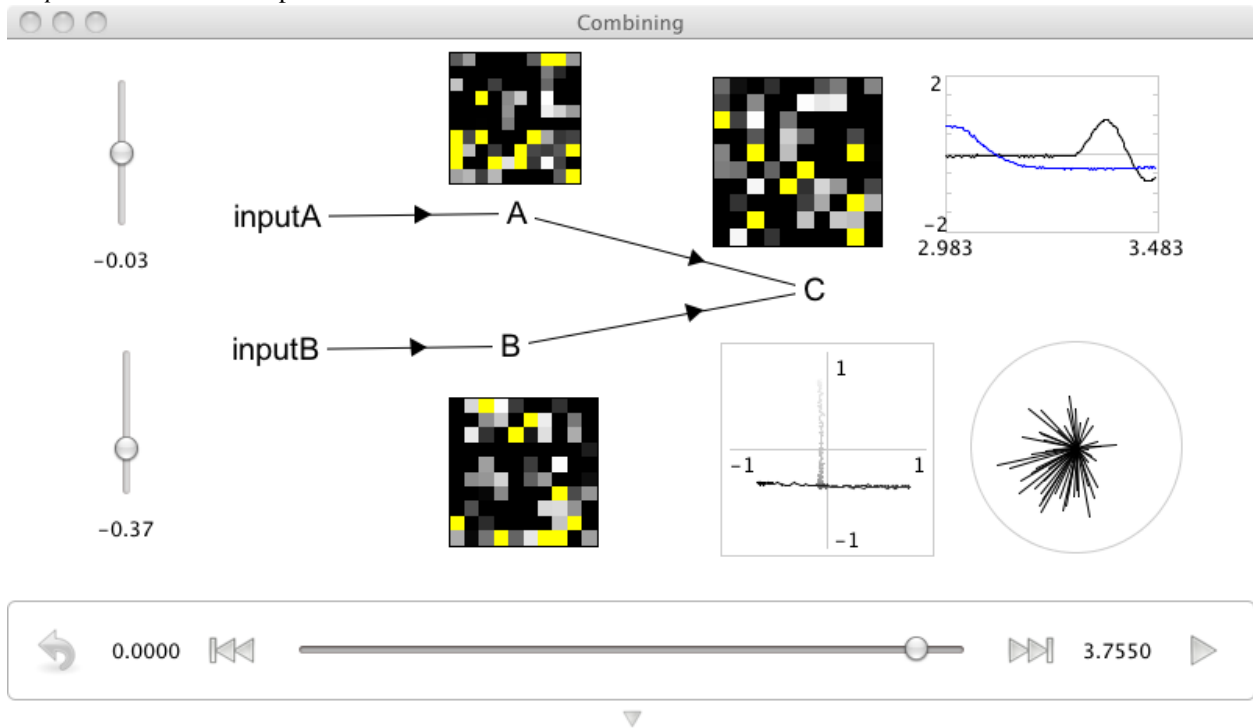 Combining
2
-2
2.983 3.483
inputA
A
-0.03
C
inputB
B
1
-1 1
-1
-0.37
0.0000 3.7550